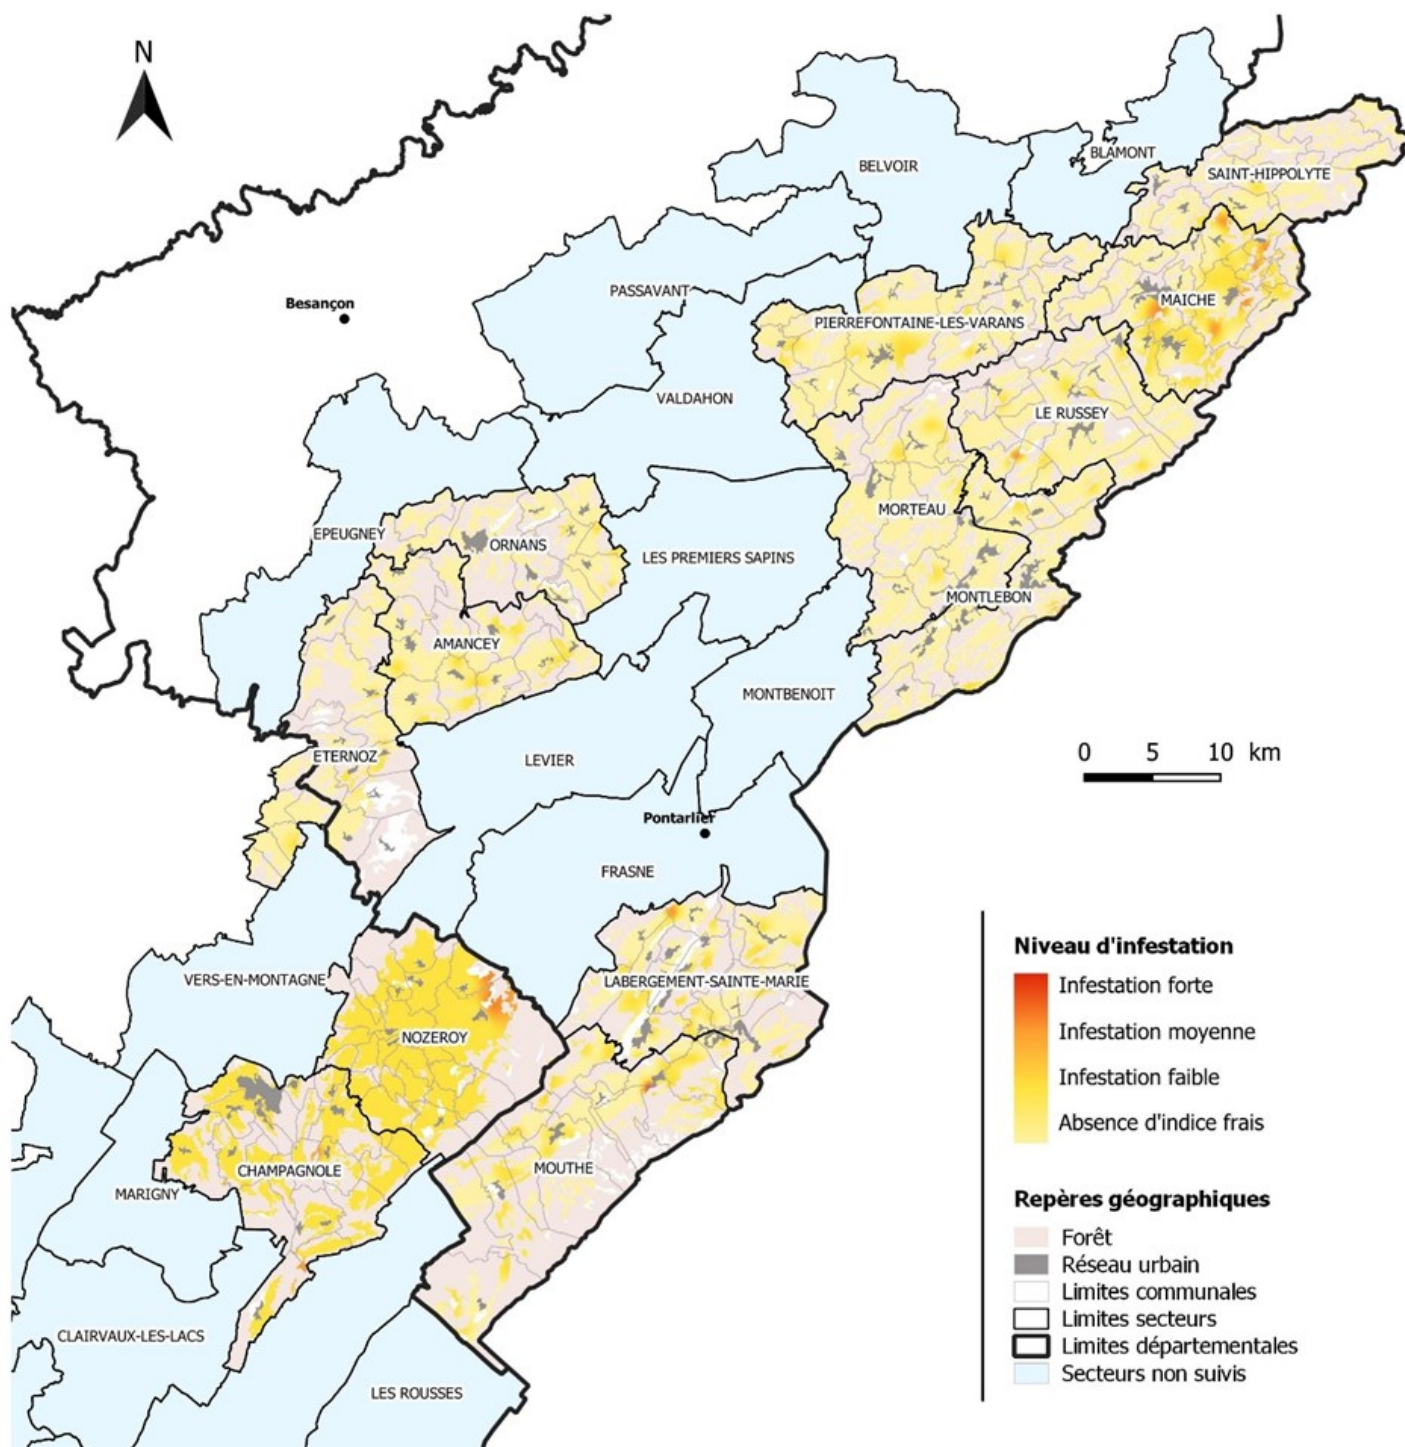 N
BELVOIR
BLAMONT
SAINT-HIPPOLYTE
PASSAVANT
Besançon
MAICHE
PIERREFONTAINE-LES-VARANS
VALDAHON
LE RUSSEY
MORTEAU
EPEUGNEY
ORNANS
LES PREMIERS SAPINS
MONTLEBON
AMANCEY
MONTBENOIT
ETERNOZ
LEVIER
0 5 10 km
Pontarlier
FRASNE
VERS-EN-MONTAGNE
LABERGEMENT-SAINTE-MARIE
NOZEROY
CHAMPAGNOLE
MOUTHE
MARIGNY
CLAIRVAUX-LES-LACS
LES ROUSSES
Niveau d'infestation
Infestation forte
Infestation moyenne
Infestation faible
Absence d'indice frais
Repères géographiques
Forêt
Réseau urbain
Limites communales
Limites secteurs
Limites départementales
Secteurs non suivis